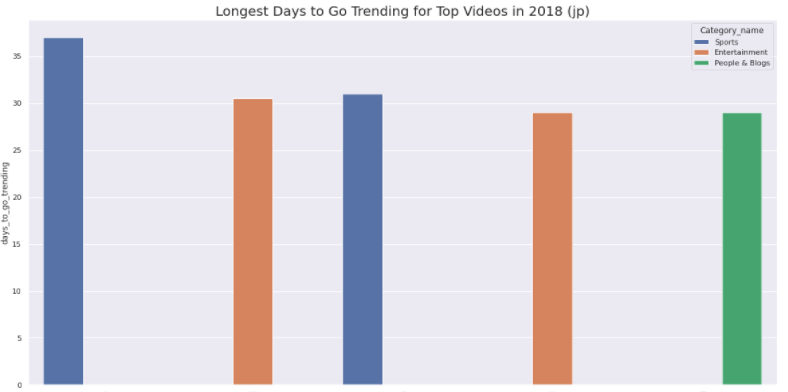 Longest Days to Go Trending for Top Videos in 2018 (jp)
Category_name
Sports
Entertainment
People & Blogs
days_to_go_trending
35
30
25
20
15
10
5
0